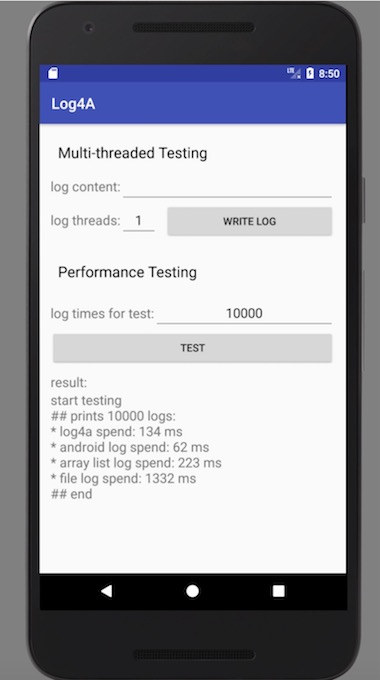 LTE 8:50
Log4A
Multi-threaded Testing
log content:
log threads: 1 WRITE LOG
Performance Testing
log times for test: 10000
TEST
result:
start testing
## prints 10000 logs:
* log4a spend: 134 ms
* android log spend: 62 ms
* array list log spend: 223 ms
* file log spend: 1332 ms
## end